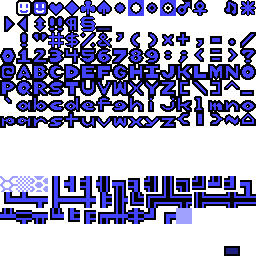 ☺☻♥♦♣♠•◘○◙♂♀♪♫☼
►◄↕‼¶§▬
!"#$%&'()*+,-./
0123456789:;<=>?
@ABCDEFGHIJKLMNO
PQRSTUVWXYZ[\]^_
`abcdefghijklmno
pqrstuvwxyz{|}~⌂